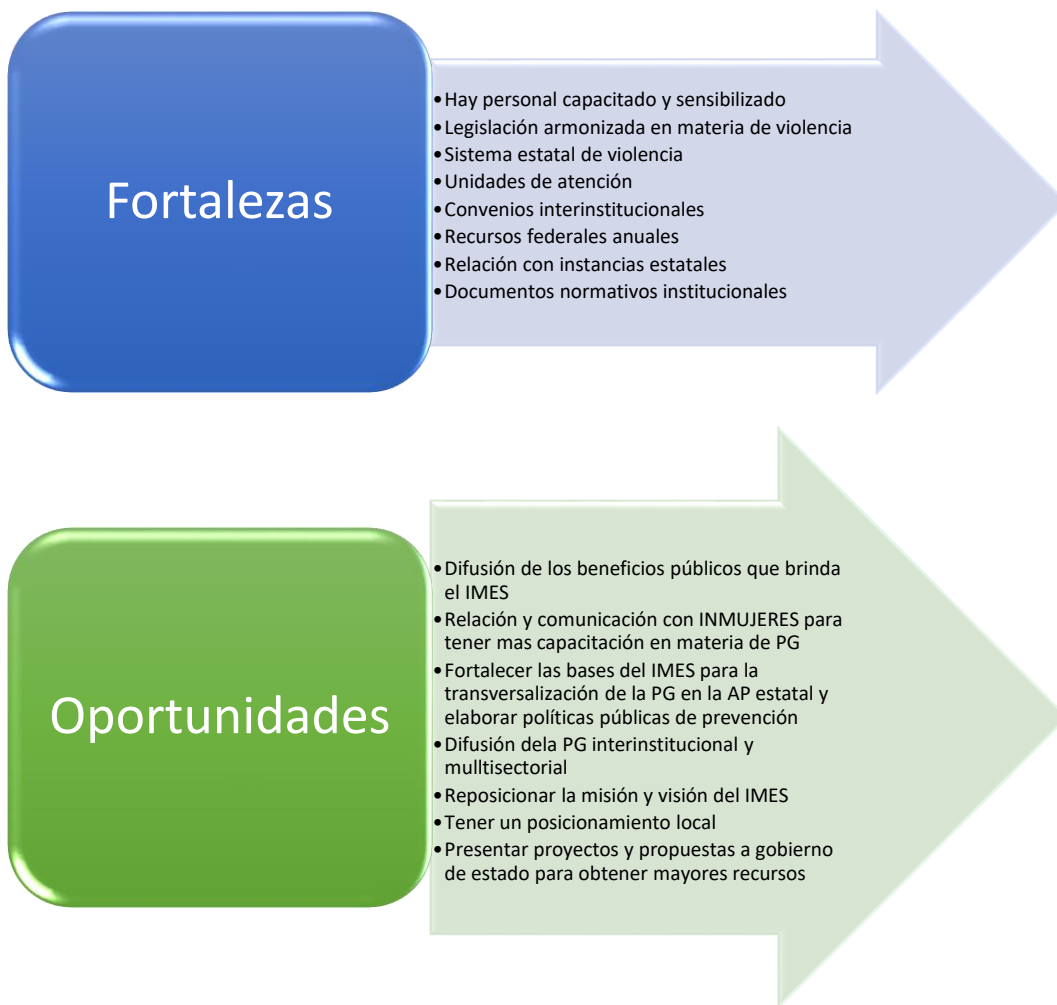 Fortalezas
•Hay personal capacitado y sensibilizado
•Legislación armonizada en materia de violencia
•Sistema estatal de violencia
•Unidades de atención
•Convenios interinstitucionales
•Recursos federales anuales
•Relación con instancias estatales
•Documentos normativos institucionales
Oportunidades
•Difusión de los beneficios públicos que brinda
el IMES
•Relación y comunicación con INMUJERES para
tener mas capacitación en materia de PG
•Fortalecer las bases del IMES para la
transversalización de la PG en la AP estatal y
elaborar políticas públicas de prevención
•Difusión dela PG interinstitucional y
mulltisectorial
•Reposicionar la misión y visión del IMES
•Tener un posicionamiento local
•Presentar proyectos y propuestas a gobierno
de estado para obtener mayores recursos